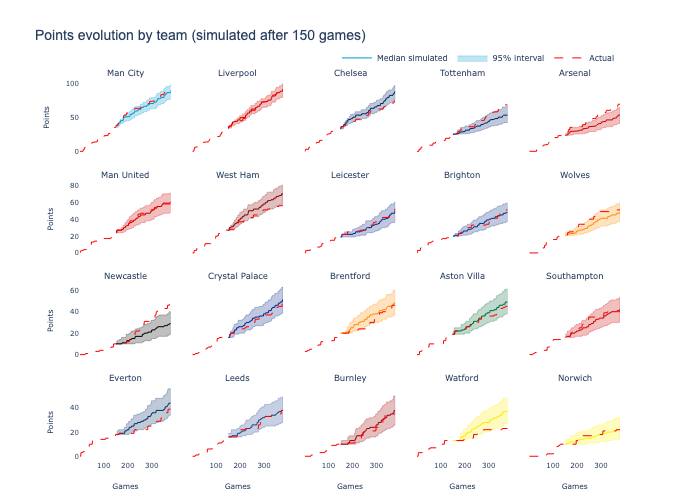 Points evolution by team (simulated after 150 games)
Median simulated 95% interval Actual
Man City Liverpool Chelsea Tottenham Arsenal
100
50
0
Points
Man United West Ham Leicester Brighton Wolves
80
60
40
20
0
Points
Newcastle Crystal Palace Brentford Aston Villa Southampton
60
40
20
0
Points
Everton Leeds Burnley Watford Norwich
40
20
0
Points
100 200 300 100 200 300 100 200 300 100 200 300 100 200 300
Games Games Games Games Games